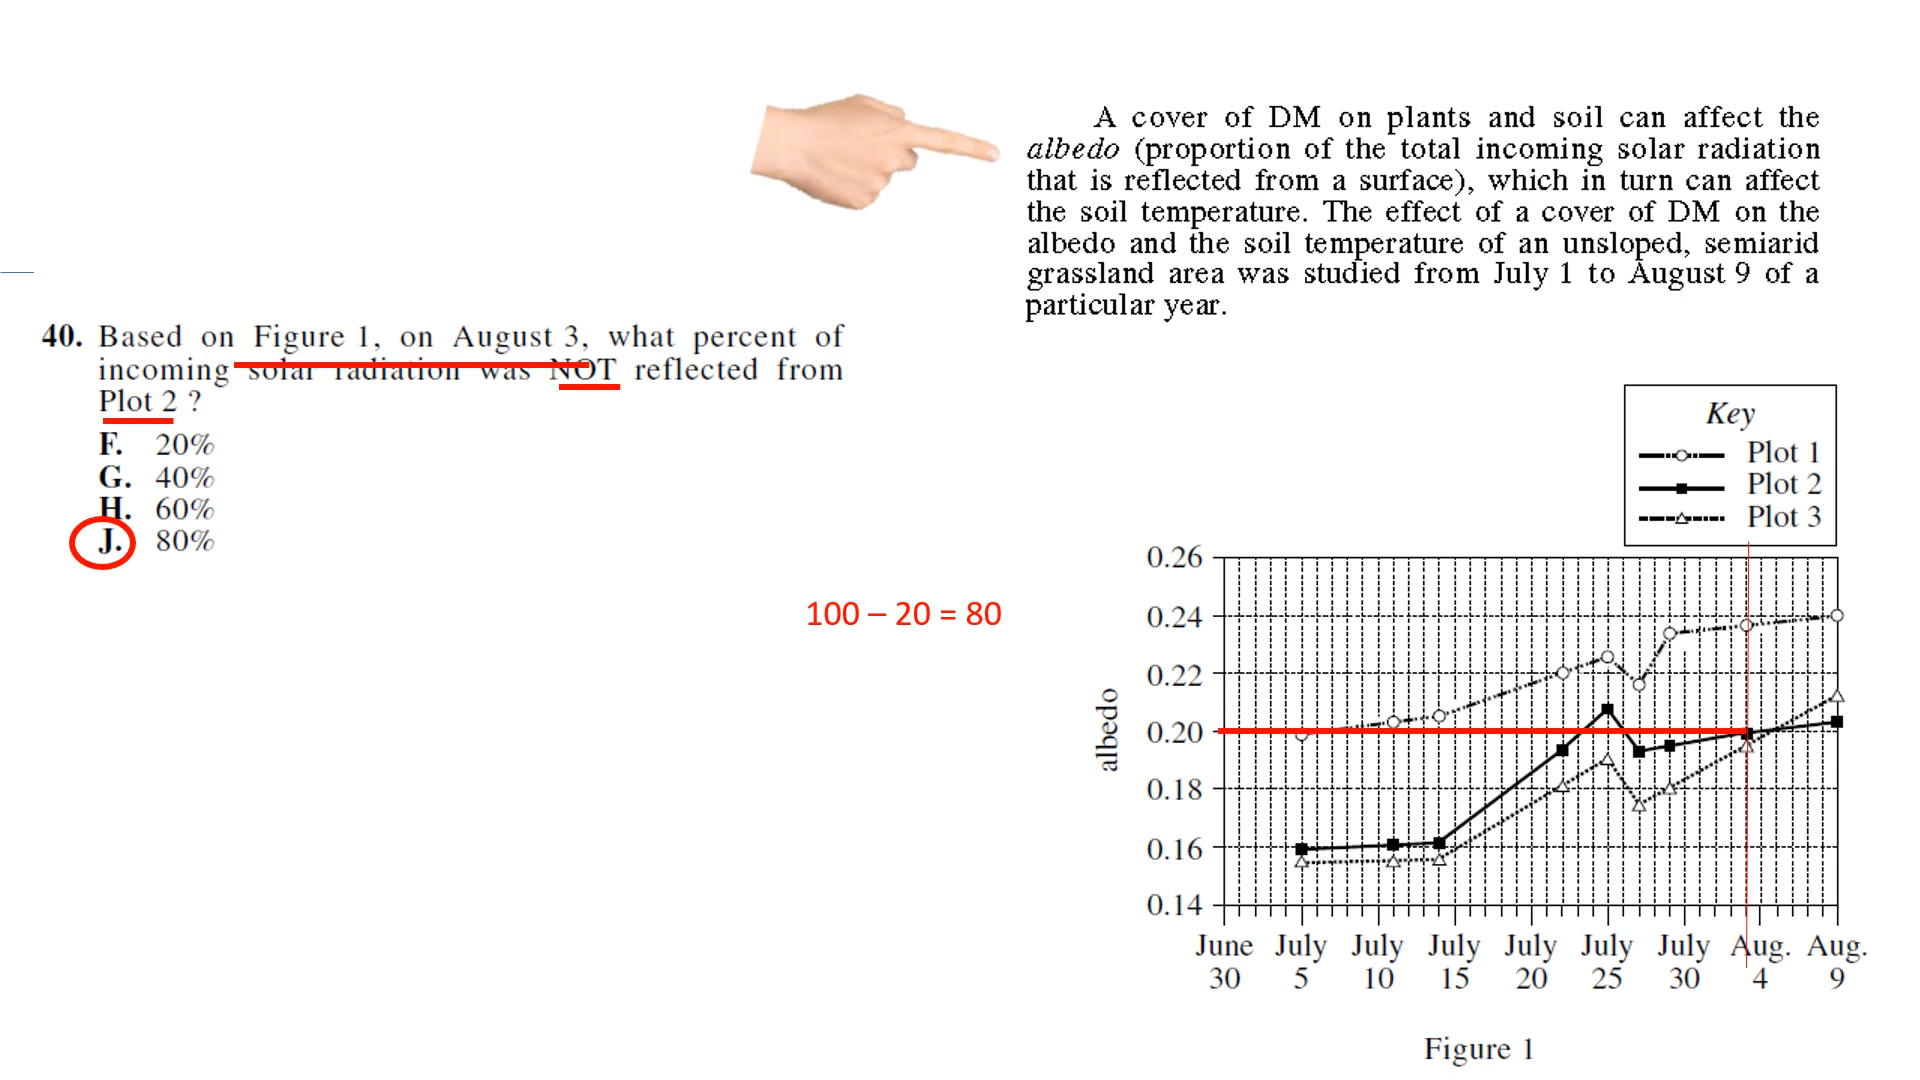 A cover of DM on plants and soil can affect the
albedo (proportion of the total incoming solar radiation
that is reflected from a surface), which in turn can affect
the soil temperature. The effect of a cover of DM on the
albedo and the soil temperature of an unsloped, semiarid
grassland area was studied from July 1 to August 9 of a
particular year.
40. Based on Figure 1, on August 3, what percent of
incoming solar radiation was NOT reflected from
Plot 2 ?
F. 20%
G. 40%
H. 60%
J. 80%
100 – 20 = 80
Key
Plot 1
Plot 2
Plot 3
0.26
0.24
0.22
0.20
0.18
0.16
0.14
albedo
June July July July July July July Aug. Aug.
30 5 10 15 20 25 30 4 9
Figure 1